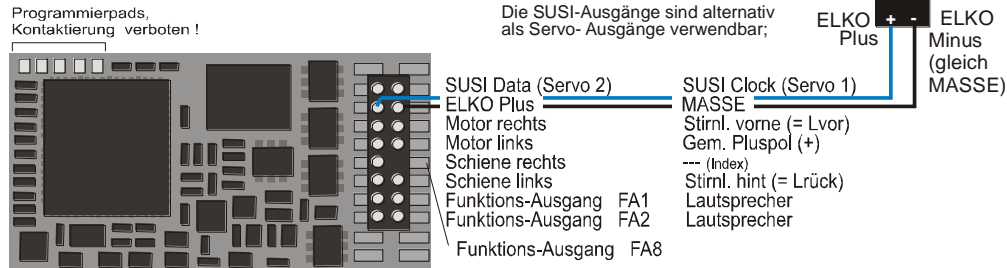 Programmierpads,
Kontaktierung verboten !
Die SUSI-Ausgänge sind alternativ
als Servo- Ausgänge verwendbar;
ELKO
Plus
+ -
ELKO
Minus
(gleich
MASSE)
SUSI Data (Servo 2)
SUSI Clock (Servo 1)
ELKO Plus
MASSE
Motor rechts
Stirnl. vorne (= Lvor)
Motor links
Gem. Pluspol (+)
Schiene rechts
--- (Index)
Schiene links
Stirnl. hint (= Lrück)
Funktions-Ausgang FA1
Lautsprecher
Funktions-Ausgang FA2
Lautsprecher
Funktions-Ausgang FA8